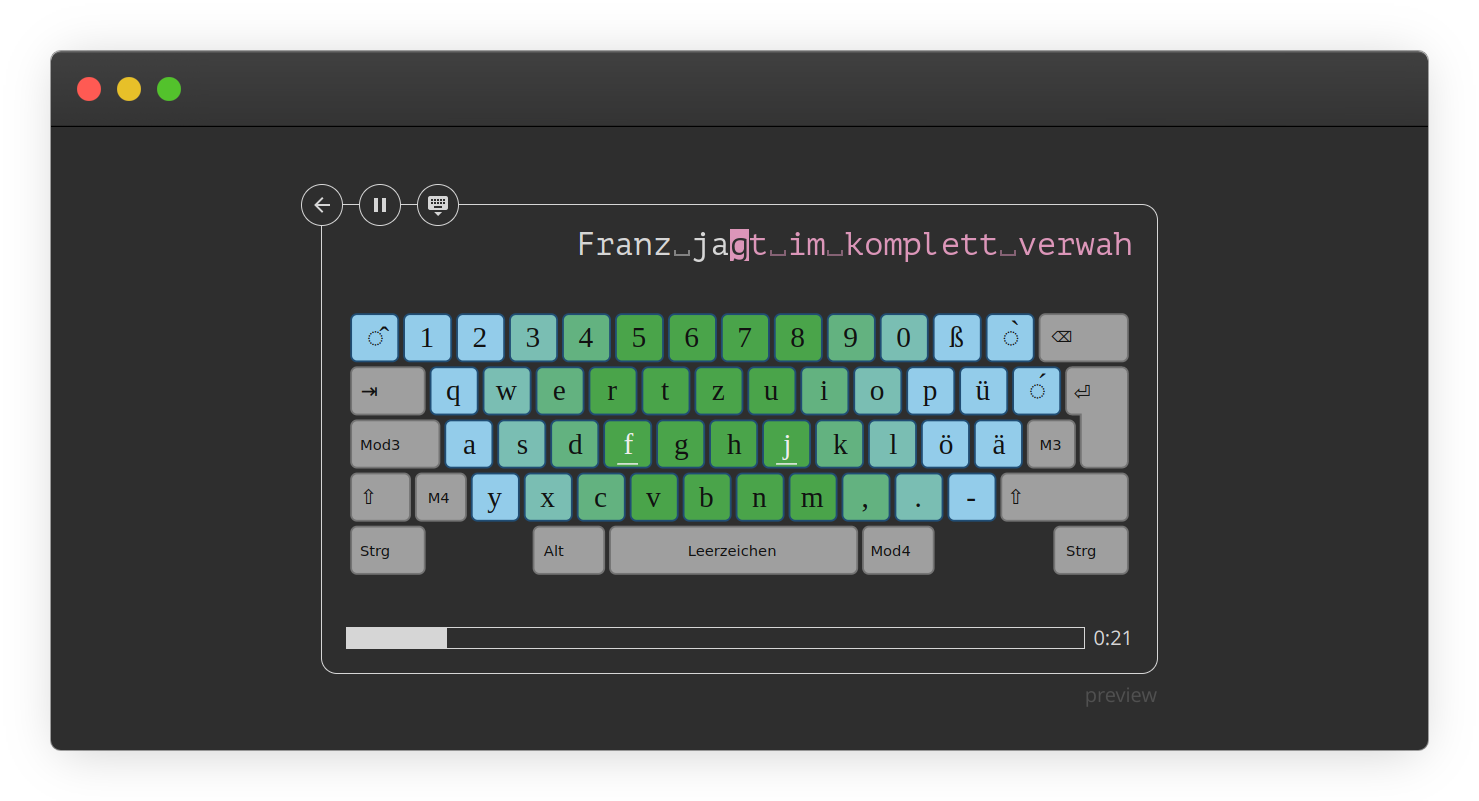 Franz␣jagt␣im␣komplett␣verwah
◌̂ 1 2 3 4 5 6 7 8 9 0 ß ◌̀ ⌫
⇥ q w e r t z u i o p ü ◌́ ⏎
Mod3 a s d f g h j k l ö ä M3
⇧ M4 y x c v b n m , . - ⇧
Strg Alt Leerzeichen Mod4 Strg
0:21
preview